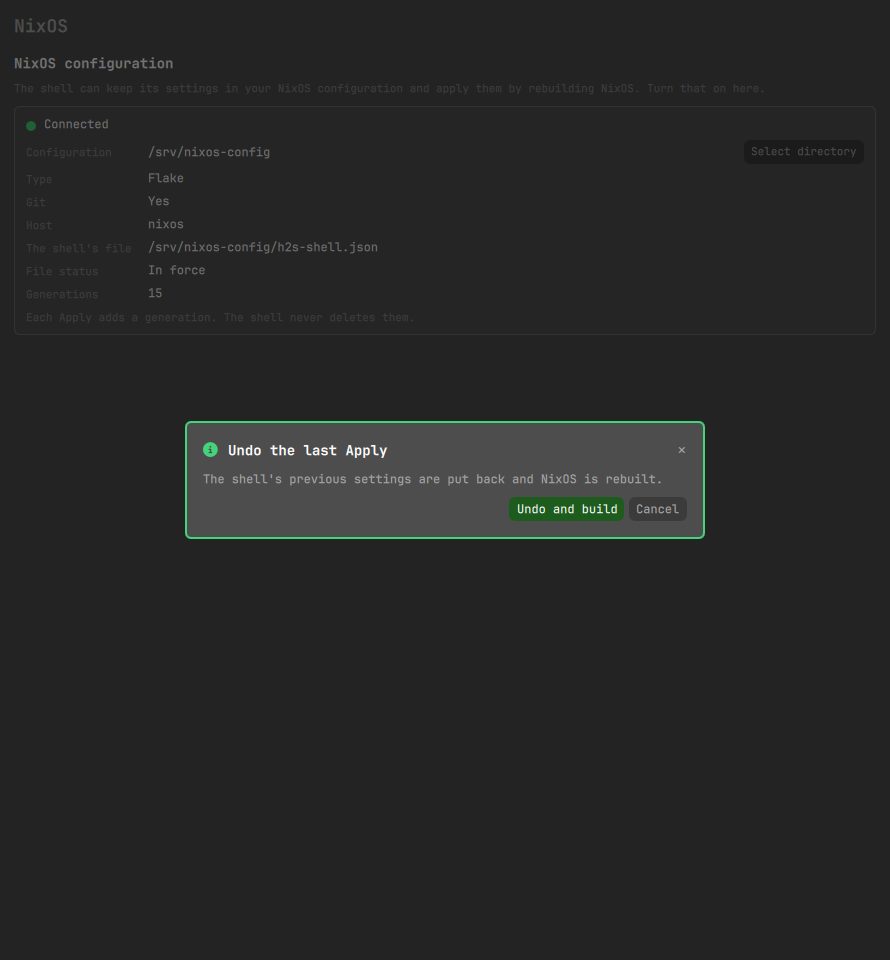 NixOS
NixOS configuration
The shell can keep its settings in your NixOS configuration and apply them by rebuilding NixOS. Turn that on here.
Connected
Configuration /srv/nixos-config Select directory
Type Flake
Git Yes
Host nixos
The shell's file /srv/nixos-config/h2s-shell.json
File status In force
Generations 15
Each Apply adds a generation. The shell never deletes them.
i Undo the last Apply ×
The shell's previous settings are put back and NixOS is rebuilt.
Undo and build Cancel